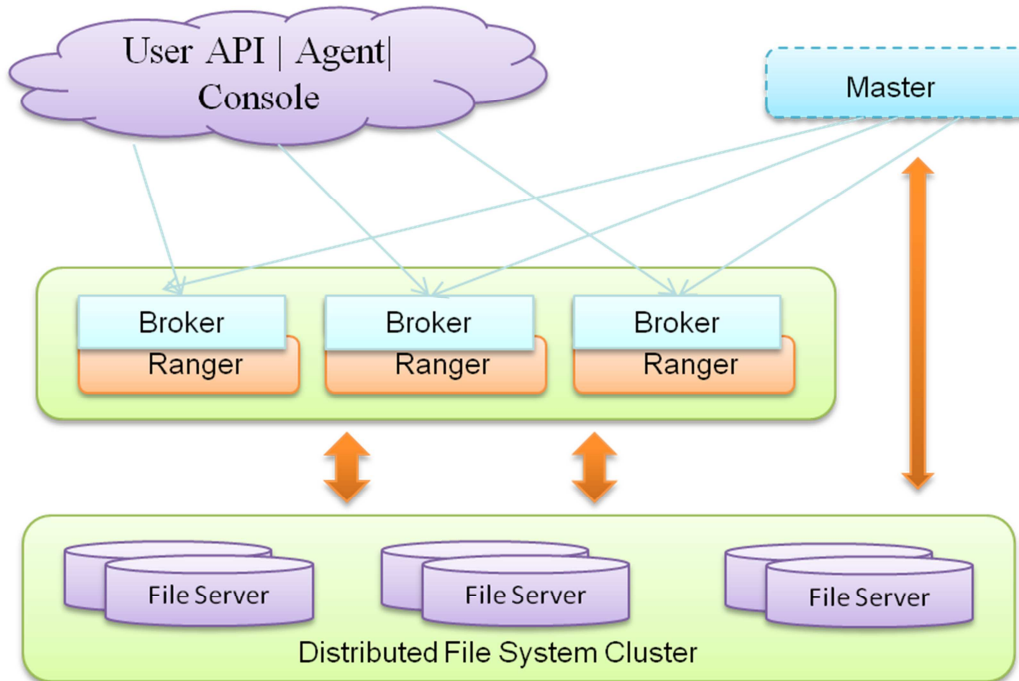 User API | Agent|
Console
Master
Broker
Ranger
Broker
Ranger
Broker
Ranger
File Server
File Server
File Server
Distributed File System Cluster